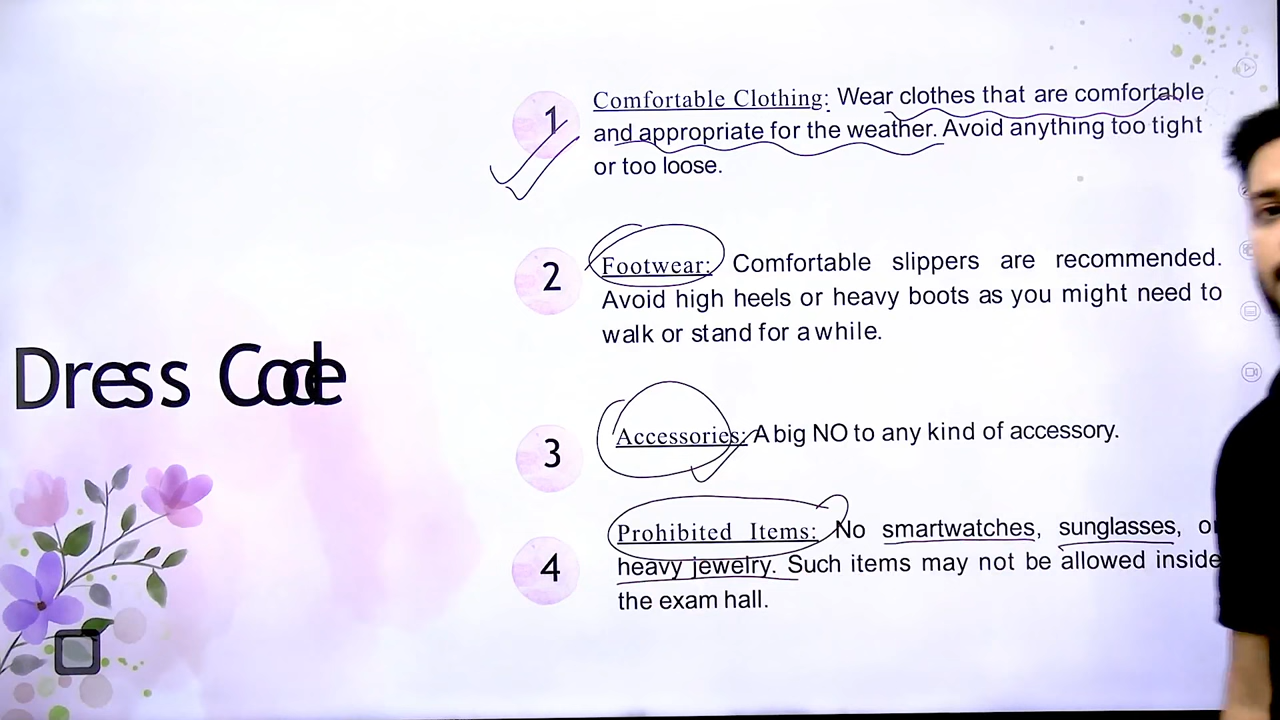 Dress Code
1
Comfortable Clothing: Wear clothes that are comfortable
and appropriate for the weather. Avoid anything too tight
or too loose.
2
Footwear: Comfortable slippers are recommended.
Avoid high heels or heavy boots as you might need to
walk or stand for a while.
3
Accessories: A big NO to any kind of accessory.
4
Prohibited Items: No smartwatches, sunglasses, or
heavy jewelry. Such items may not be allowed inside
the exam hall.